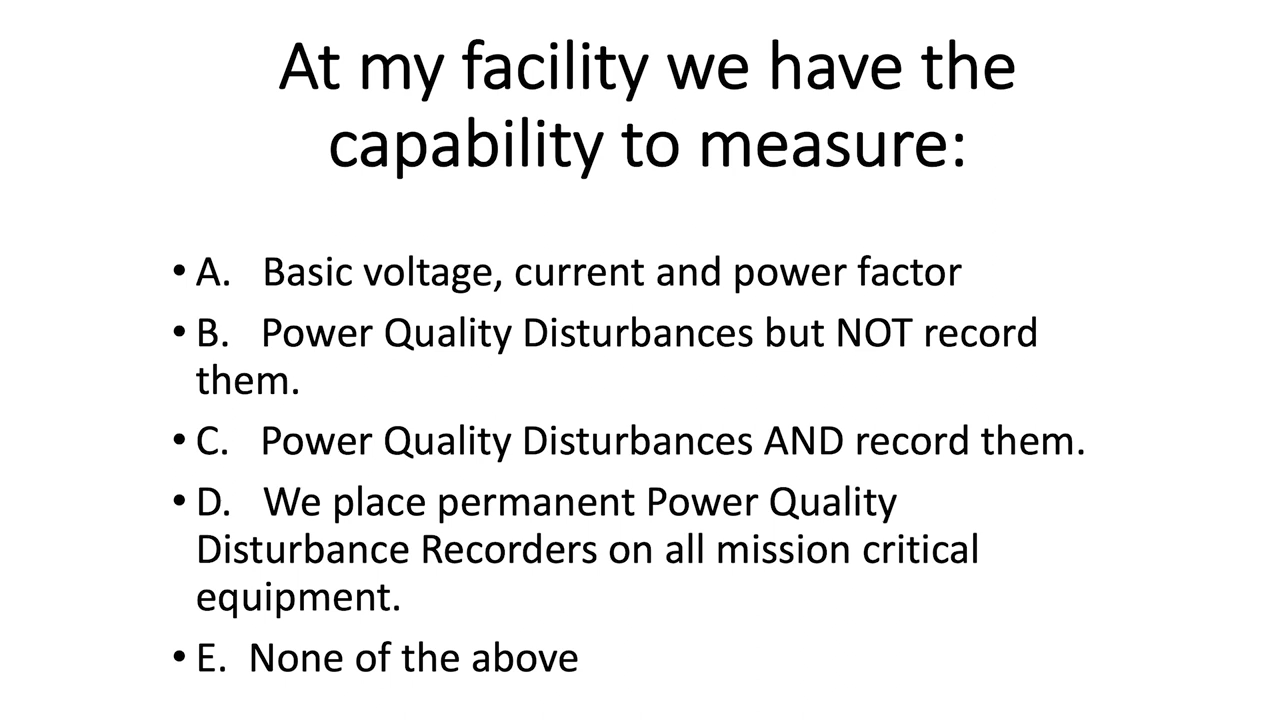 At my facility we have the
capability to measure:
• A. Basic voltage, current and power factor
• B. Power Quality Disturbances but NOT record
them.
• C. Power Quality Disturbances AND record them.
• D. We place permanent Power Quality
Disturbance Recorders on all mission critical
equipment.
• E. None of the above